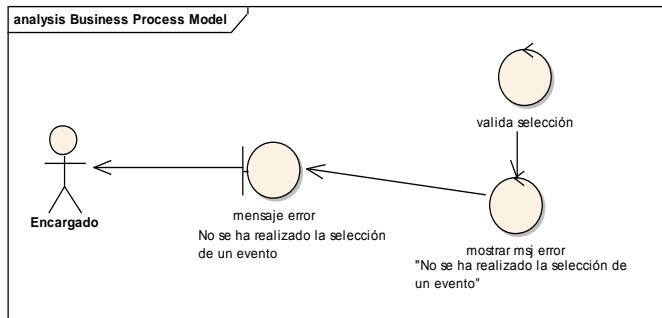 analysis Business Process Model
valida selección
Encargado
mensaje error
No se ha realizado la selección
de un evento
mostrar msj error
"No se ha realizado la selección de
un evento"